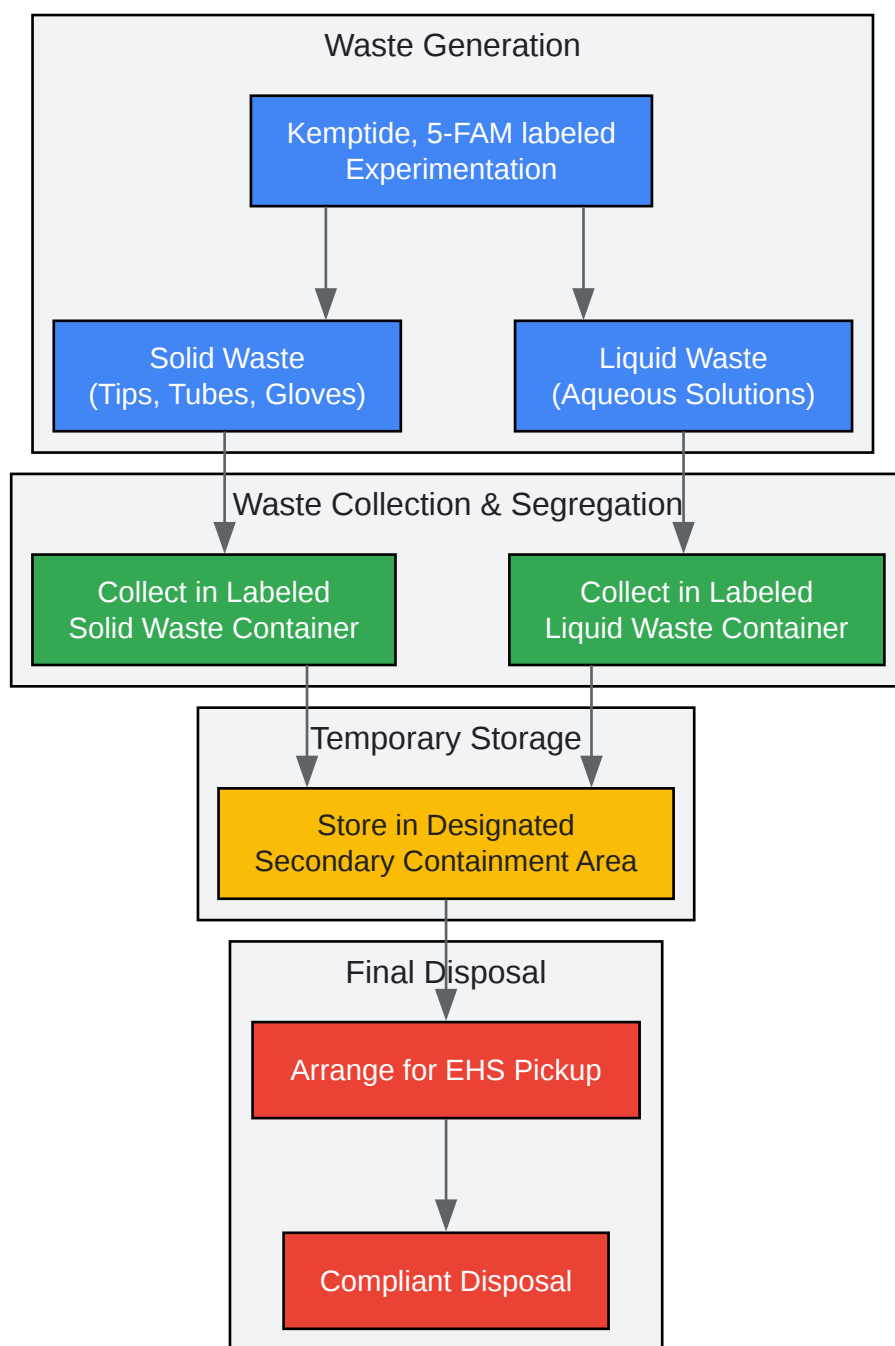 Waste Generation
Kemptide, 5-FAM labeled
Experimentation
Solid Waste
(Tips, Tubes, Gloves)
Liquid Waste
(Aqueous Solutions)
Waste Collection & Segregation
Collect in Labeled
Solid Waste Container
Collect in Labeled
Liquid Waste Container
Temporary Storage
Store in Designated
Secondary Containment Area
Final Disposal
Arrange for EHS Pickup
Compliant Disposal